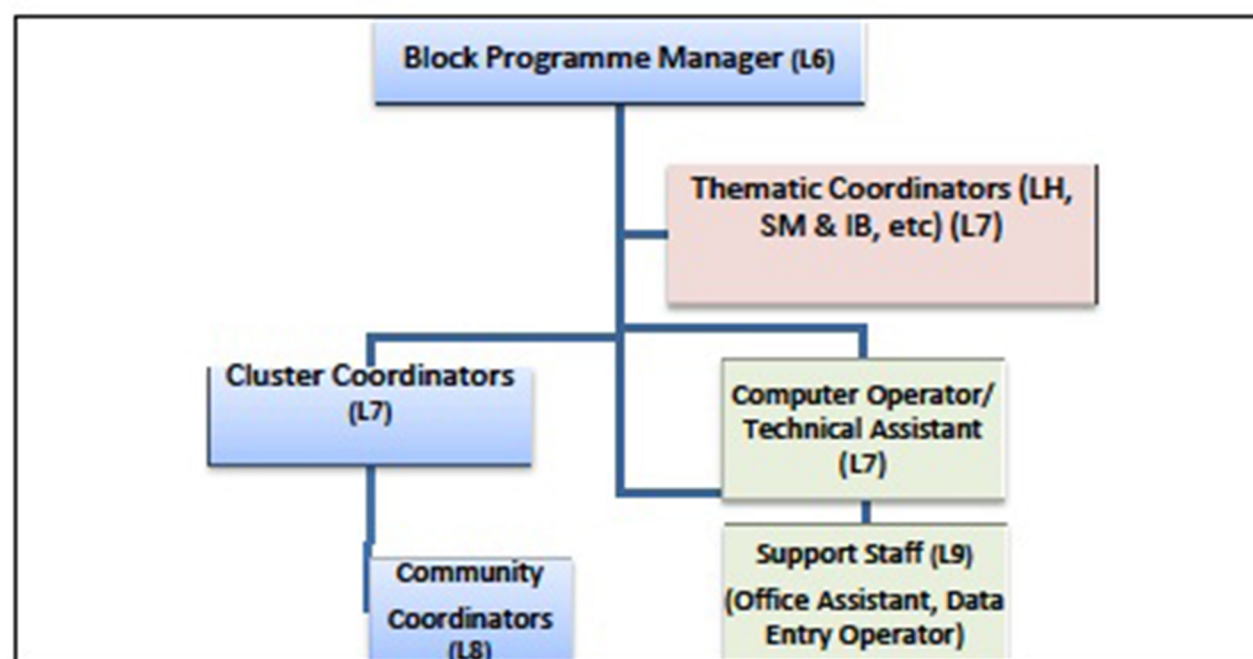 Block Programme Manager (L6)
Thematic Coordinators (LH,
SM & IB, etc) (L7)
Cluster Coordinators
(L7)
Computer Operator/
Technical Assistant
(L7)
Community
Coordinators
(L8)
Support Staff (L9)
(Office Assistant, Data
Entry Operator)